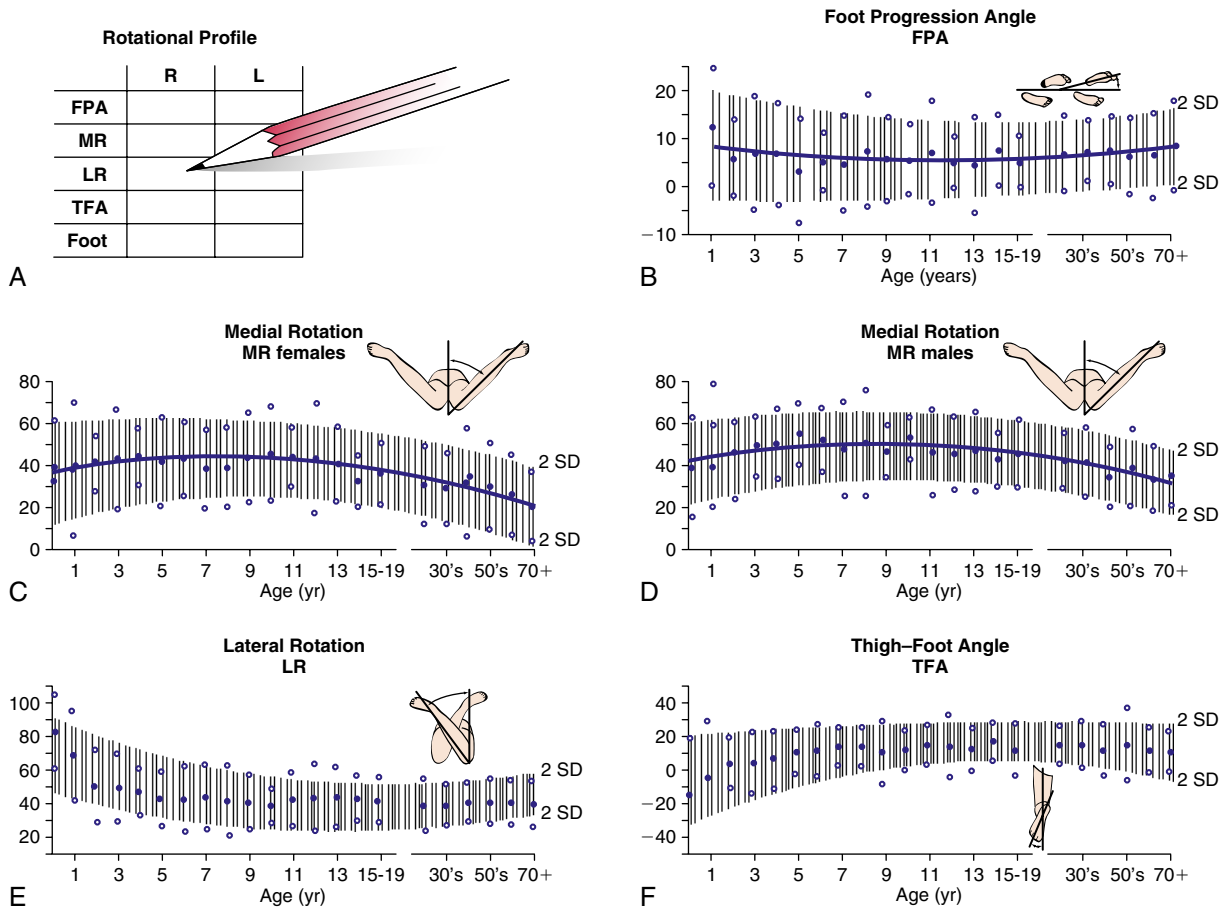 Rotational Profile
R L
FPA
MR
LR
TFA
Foot
A
Foot Progression Angle
FPA
20
10
0
−10
2 SD
2 SD
1 3 5 7 9 11 13 15-19 30's 50's 70+
Age (years)
B
Medial Rotation
MR females
80
60
40
20
0
2 SD
2 SD
1 3 5 7 9 11 13 15-19 30's 50's 70+
Age (yr)
C
Medial Rotation
MR males
80
60
40
20
0
2 SD
2 SD
1 3 5 7 9 11 13 15-19 30's 50's 70+
Age (yr)
D
Lateral Rotation
LR
100
80
60
40
20
2 SD
2 SD
1 3 5 7 9 11 13 15-19 30's 50's 70+
Age (yr)
E
Thigh–Foot Angle
TFA
40
20
0
−20
−40
2 SD
2 SD
1 3 5 7 9 11 13 15-19 30's 50's 70+
Age (yr)
F